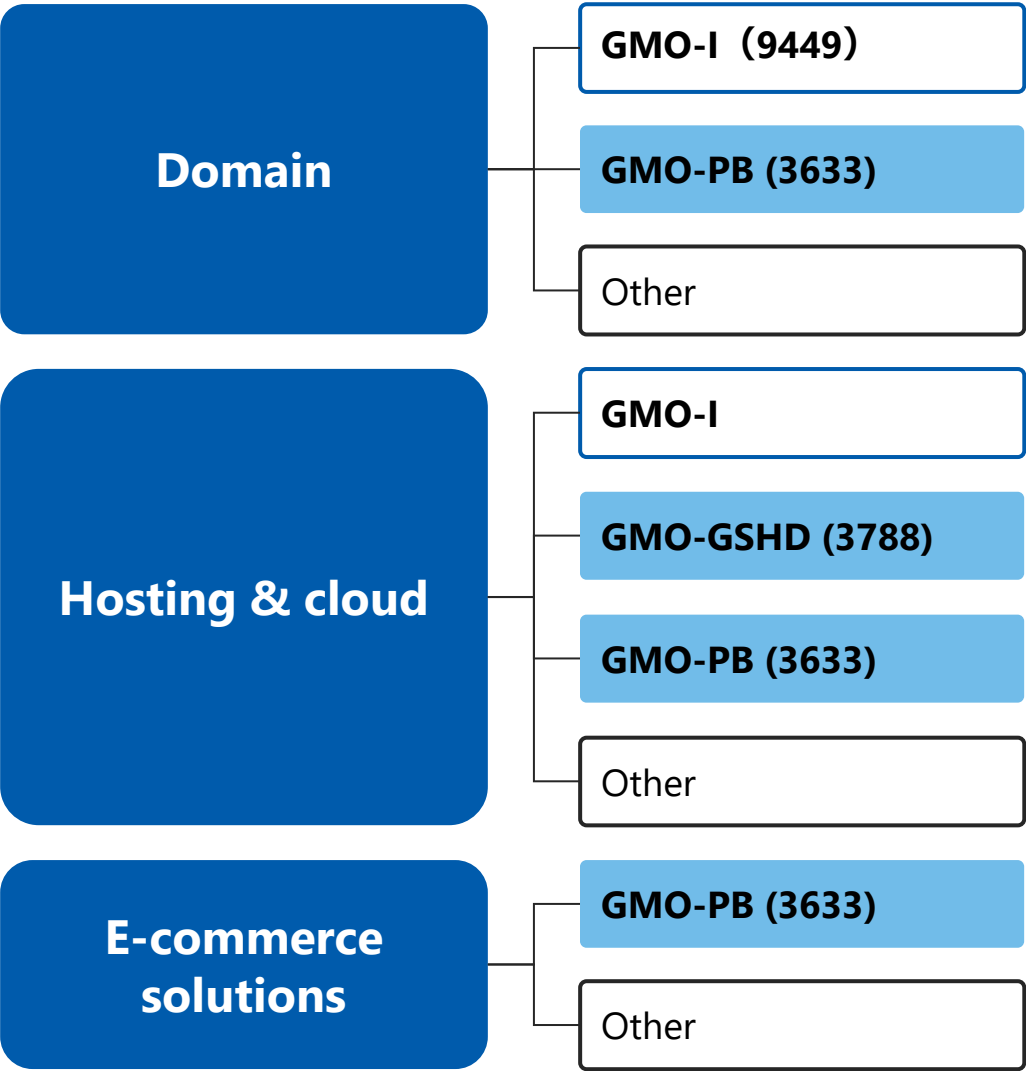 Domain
GMO-I（9449）
GMO-PB (3633)
Other
Hosting & cloud
GMO-I
GMO-GSHD (3788)
GMO-PB (3633)
Other
E-commerce
solutions
GMO-PB (3633)
Other